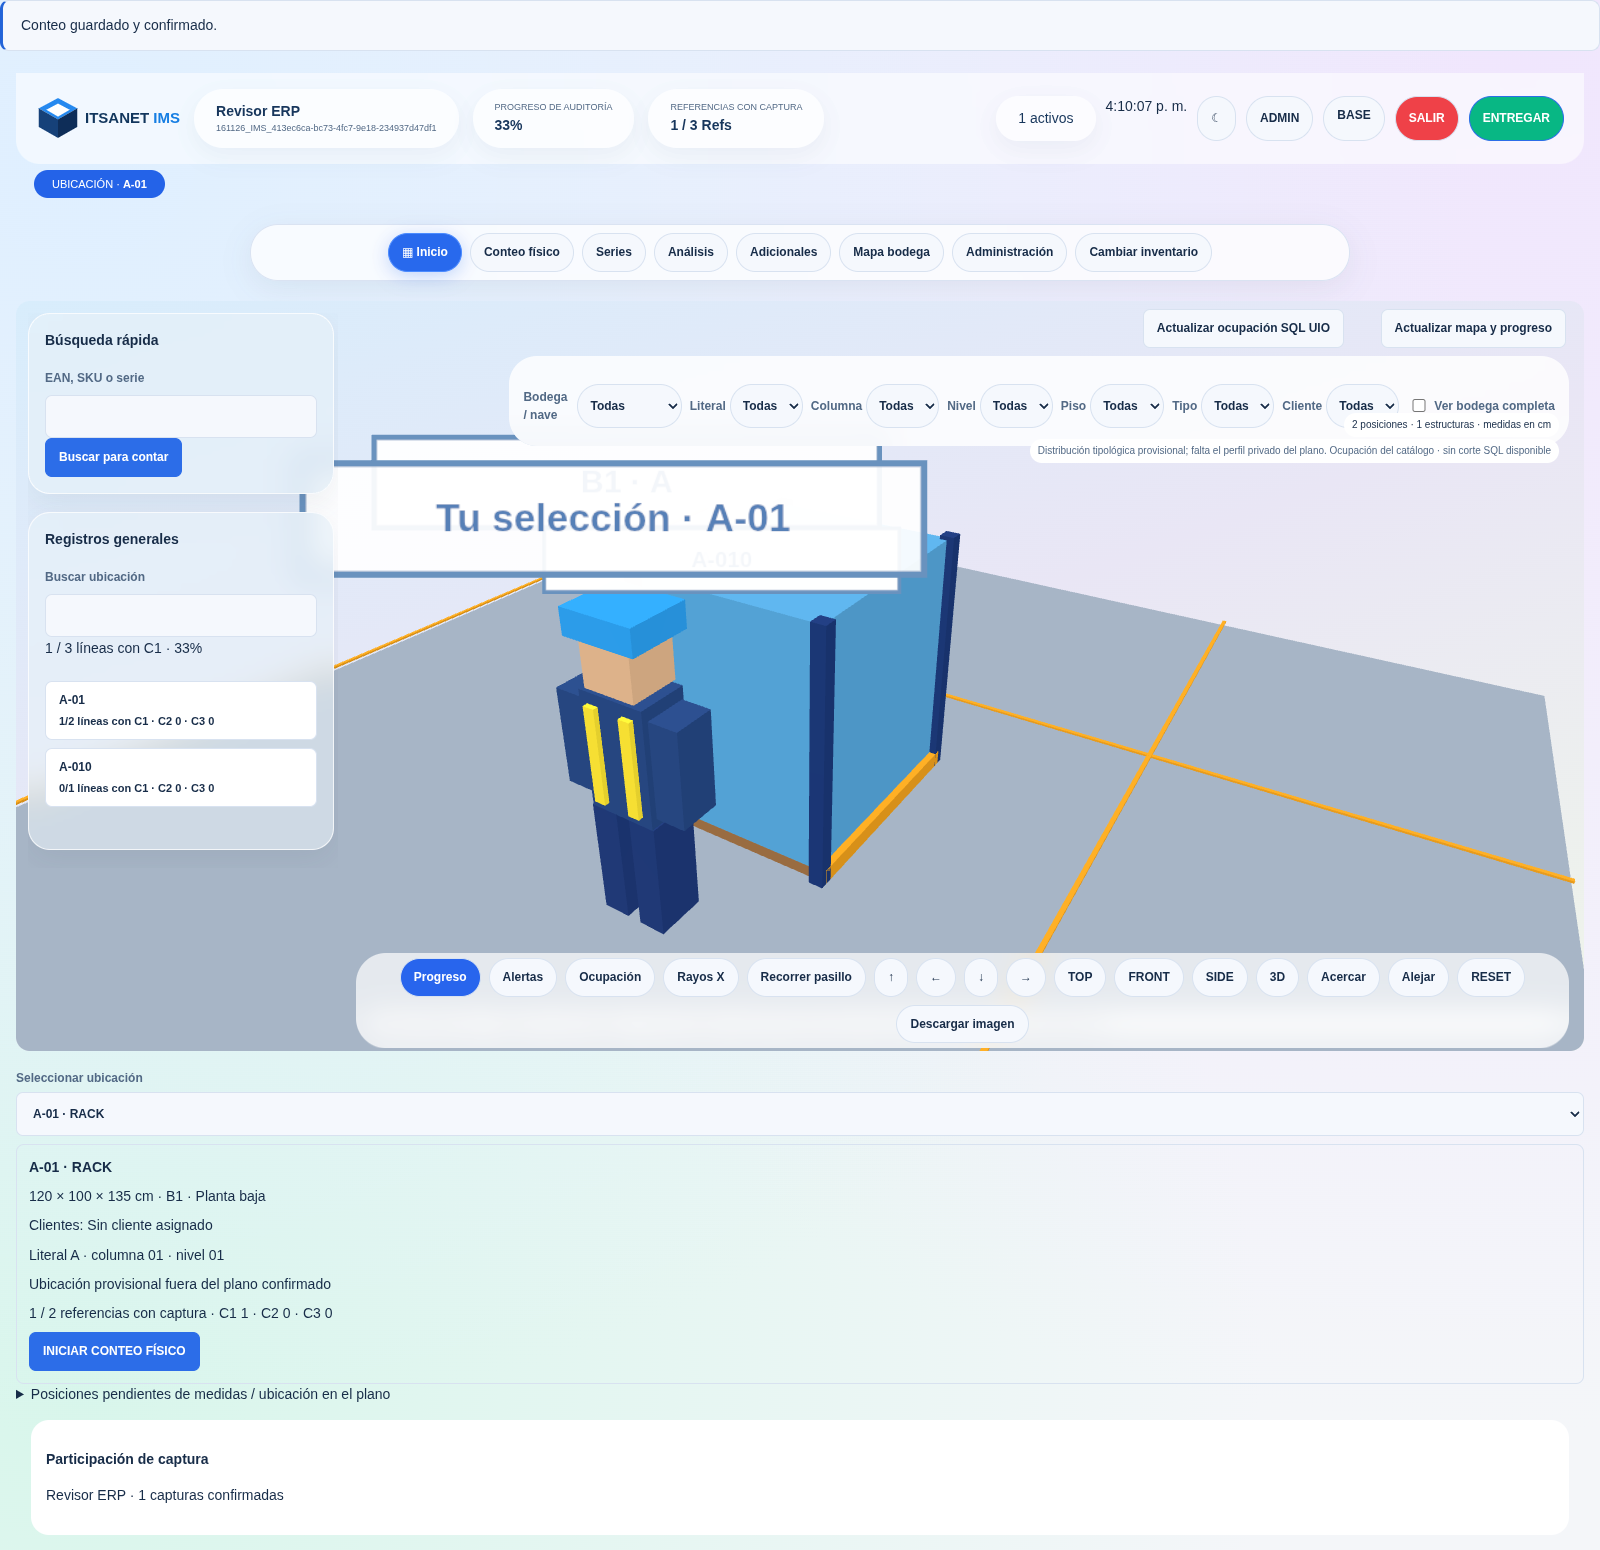 Conteo guardado y confirmado.
ITSANET IMS
Revisor ERP
161126_IMS_413ec6ca-bc73-4fc7-9e18-234937d47df1
PROGRESO DE AUDITORÍA
33%
REFERENCIAS CON CAPTURA
1 / 3 Refs
1 activos
4:10:07 p. m.
ADMIN
BASE
SALIR
ENTREGAR
UBICACIÓN · A-01
Inicio
Conteo físico
Series
Análisis
Adicionales
Mapa bodega
Administración
Cambiar inventario
Búsqueda rápida
EAN, SKU o serie
Buscar para contar
Registros generales
Buscar ubicación
1 / 3 líneas con C1 · 33%
A-01
1/2 líneas con C1 · C2 0 · C3 0
A-010
0/1 líneas con C1 · C2 0 · C3 0
Actualizar ocupación SQL UIO
Actualizar mapa y progreso
Bodega / nave
Todas
Literal
Todas
Columna
Todas
Nivel
Todas
Piso
Todas
Tipo
Todas
Cliente
Todas
Ver bodega completa
2 posiciones · 1 estructuras · medidas en cm
Distribución tipológica provisional; falta el perfil privado del plano. Ocupación del catálogo · sin corte SQL disponible
B1 · A
Tu selección · A-01
A-010
Progreso
Alertas
Ocupación
Rayos X
Recorrer pasillo
↑
←
↓
→
TOP
FRONT
SIDE
3D
Acercar
Alejar
RESET
Descargar imagen
Seleccionar ubicación
A-01 · RACK
A-01 · RACK
120 × 100 × 135 cm · B1 · Planta baja
Clientes: Sin cliente asignado
Literal A · columna 01 · nivel 01
Ubicación provisional fuera del plano confirmado
1 / 2 referencias con captura · C1 1 · C2 0 · C3 0
INICIAR CONTEO FÍSICO
Posiciones pendientes de medidas / ubicación en el plano
Participación de captura
Revisor ERP · 1 capturas confirmadas